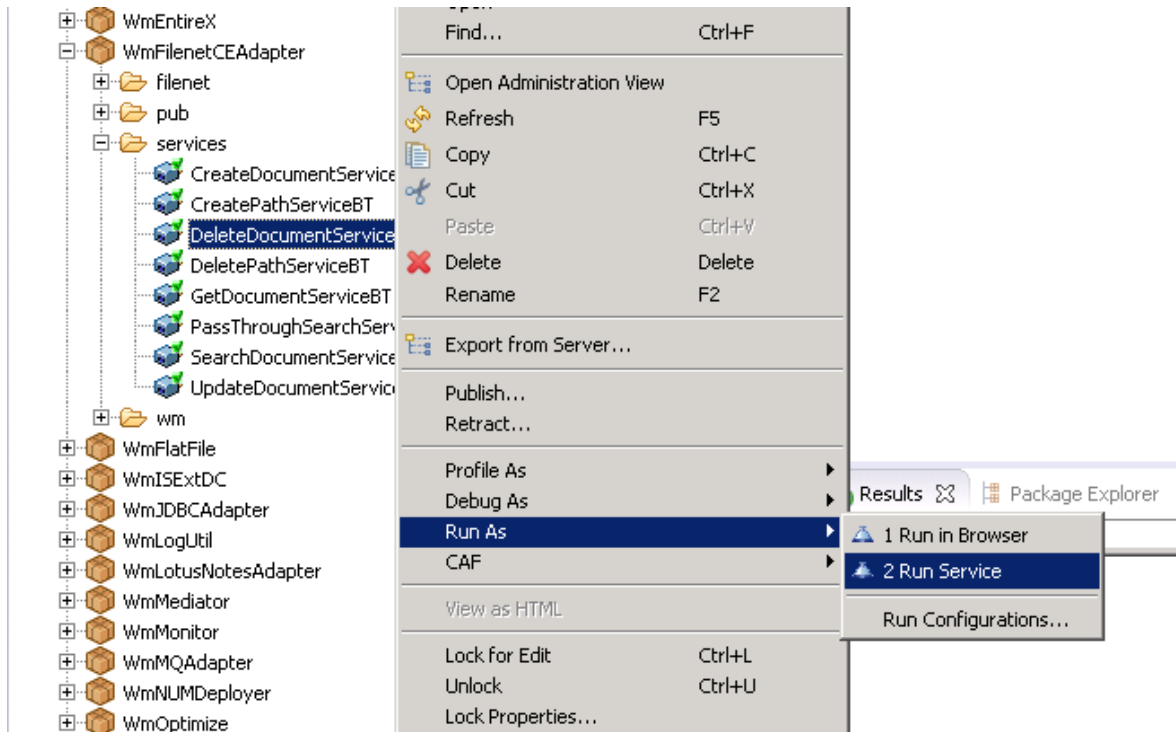 WmEntireX
WmFilenetCEAdapter
filenet
pub
services
CreateDocumentService
CreatePathServiceBT
DeleteDocumentService
DeletePathServiceBT
GetDocumentServiceBT
PassThroughSearchServ
SearchDocumentService
UpdateDocumentServic
wm
WmFlatFile
WmISExtDC
WmJDBCAdapter
WmLogUtil
WmLotusNotesAdapter
WmMediator
WmMonitor
WmMQAdapter
WmNUMDeployer
WmOptimize
Find... Ctrl+F
Open Administration View
Refresh F5
Copy Ctrl+C
Cut Ctrl+X
Paste Ctrl+V
Delete Delete
Rename F2
Export from Server...
Publish...
Retract...
Profile As
Debug As
Run As
CAF
View as HTML
Lock for Edit Ctrl+L
Unlock Ctrl+U
Lock Properties...
Results Package Explorer
1 Run in Browser
2 Run Service
Run Configurations...